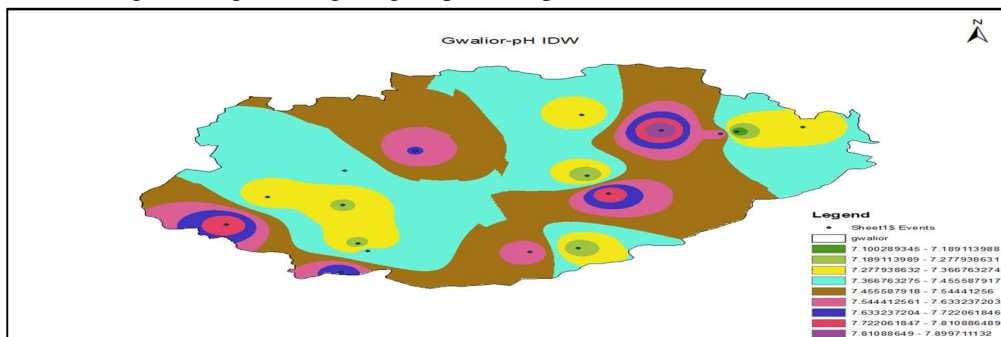 N
Gwalior-pH IDW
Legend
Sheet1$ Events
gwalior
7.100289345 - 7.189113988
7.189113989 - 7.277938631
7.277938632 - 7.366763274
7.366763275 - 7.455587917
7.455587918 - 7.54441256
7.544412561 - 7.633237203
7.633237204 - 7.722061846
7.722061847 - 7.810886489
7.81088649 - 7.899711132